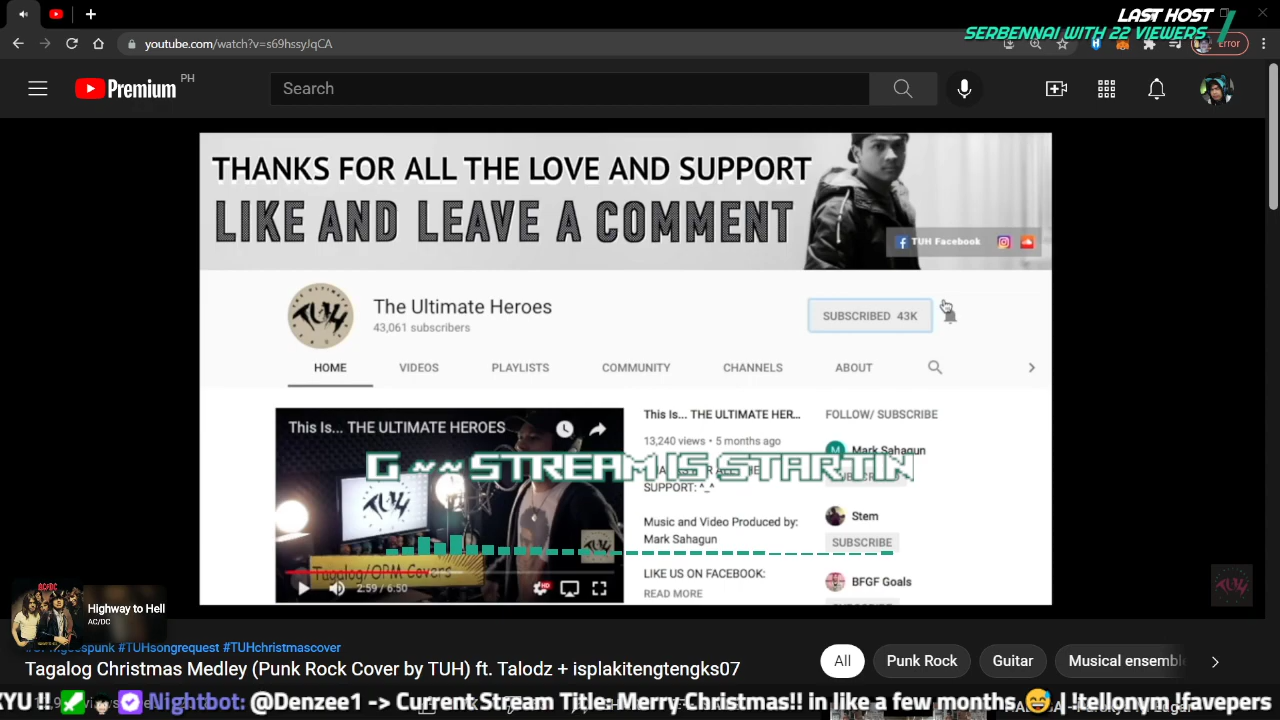 LAST HOST
SERBENNAI WITH 22 VIEWERS
youtube.com/watch?v=s69hssyJqCA
Error
Premium PH
Search
THANKS FOR ALL THE LOVE AND SUPPORT
LIKE AND LEAVE A COMMENT
TUH Facebook
The Ultimate Heroes
43,061 subscribers
SUBSCRIBED 43K
HOME VIDEOS PLAYLISTS COMMUNITY CHANNELS ABOUT
This Is... THE ULTIMATE HEROES
This Is... THE ULTIMATE HER...
FOLLOW/ SUBSCRIBE
13,240 views • 5 months ago
Mark Sahagun
G ~~ STREAM IS STARTIN
SUPPORT: ^_^
Stem
Music and Video Produced by:
Mark Sahagun
SUBSCRIBE
LIKE US ON FACEBOOK:
BFGF Goals
READ MORE
Tagalog/OPM Covers
2:59 / 6:50
TUH
Highway to Hell
AC/DC
#TUHsongrequest #TUHchristmascover
Tagalog Christmas Medley (Punk Rock Cover by TUH) ft. Talodz + isplakitengtengks07
All Punk Rock Guitar Musical ensemble
XYU !! Nightbot: @Denzee1 -> Current Stream Title: Merry Christmas!! in like a few months 😅 | !tellonym !favepers